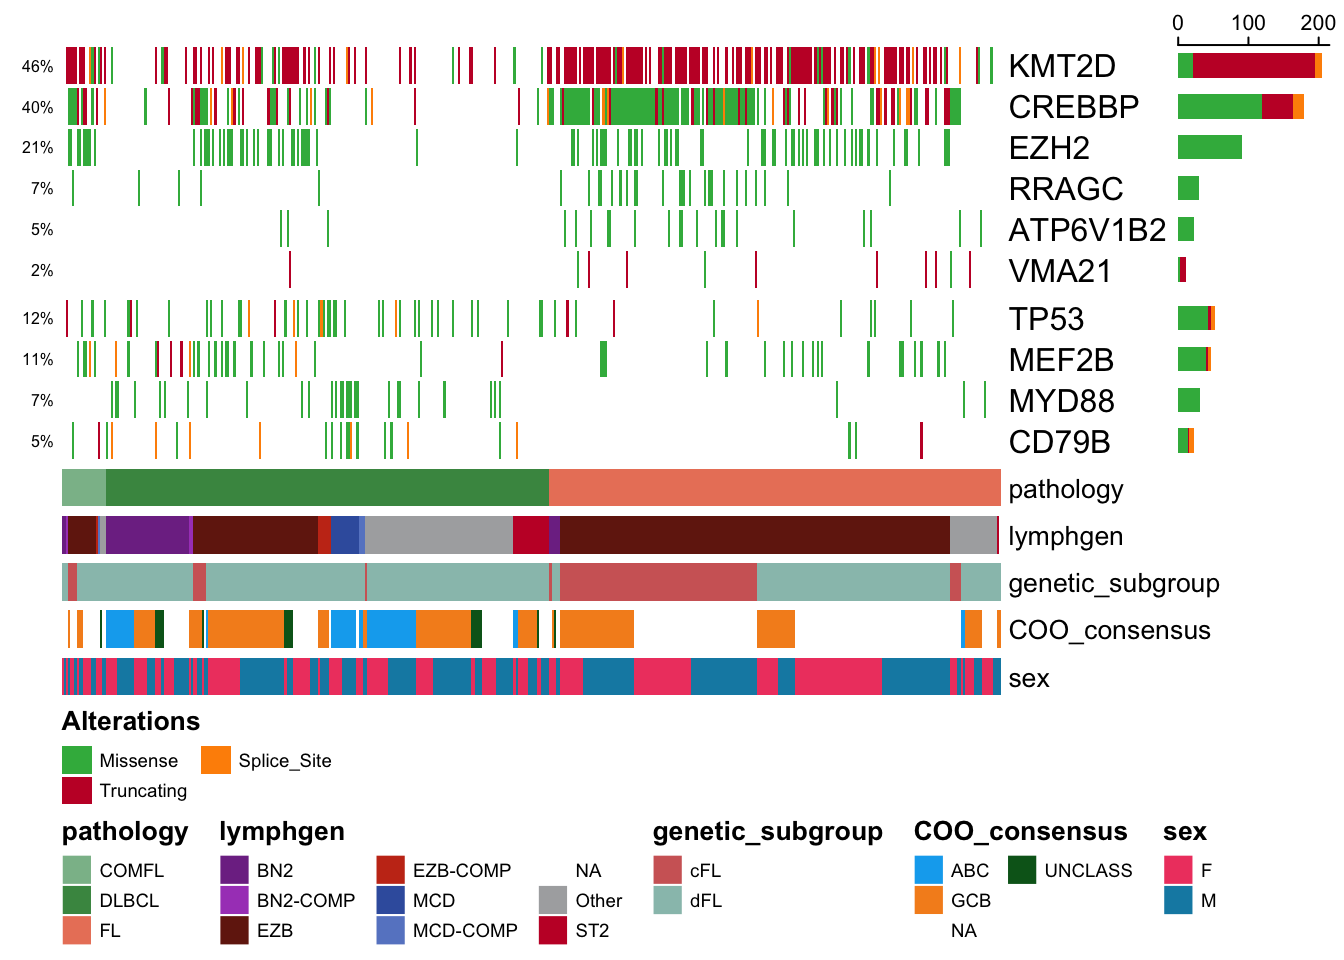 0 100 200
46% KMT2D
40% CREBBP
21% EZH2
7% RRAGC
5% ATP6V1B2
2% VMA21
12% TP53
11% MEF2B
7% MYD88
5% CD79B
pathology
lymphgen
genetic_subgroup
COO_consensus
sex
Alterations
Missense Splice_Site
Truncating
pathology lymphgen genetic_subgroup COO_consensus sex
COMFL BN2 EZB-COMP NA cFL ABC UNCLASS F
DLBCL BN2-COMP MCD Other dFL GCB M
FL EZB MCD-COMP ST2 NA